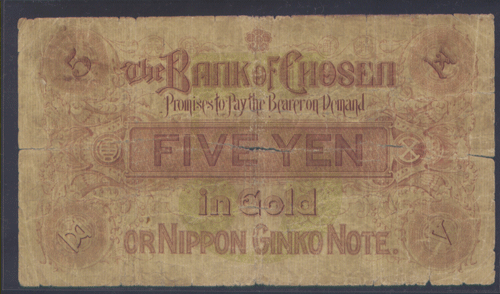 The BANK of CHOSEN
Promises to Pay the Bearer on Demand
FIVE YEN
in Gold
OR NIPPON GINKO NOTE.